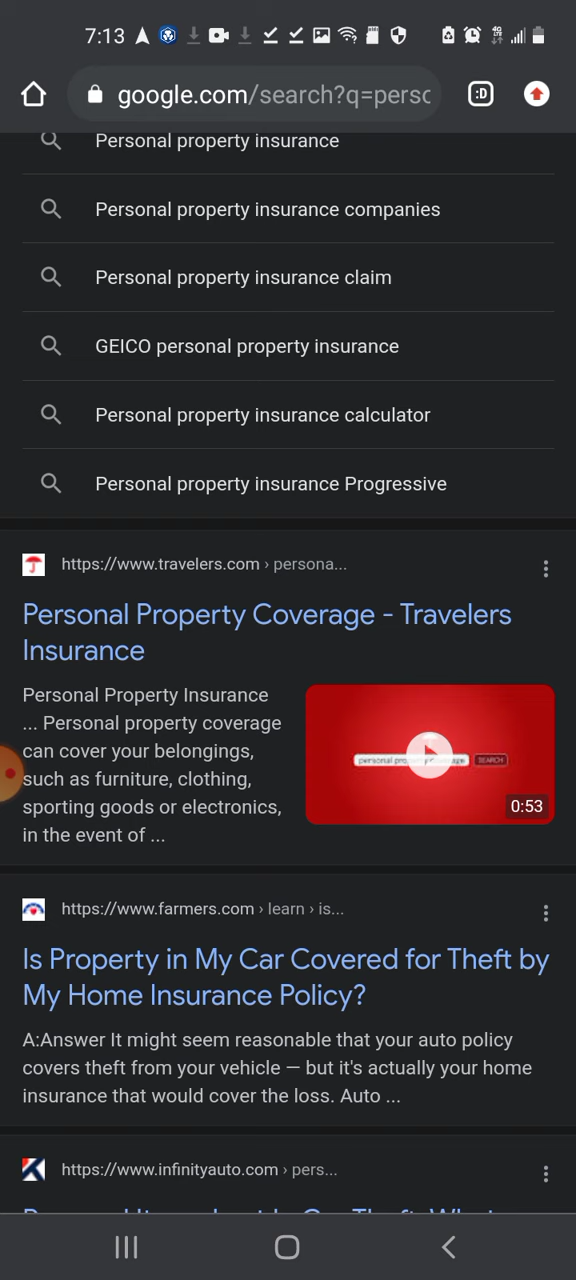 7:13
google.com/search?q=perso
:D
Personal property insurance
Personal property insurance companies
Personal property insurance claim
GEICO personal property insurance
Personal property insurance calculator
Personal property insurance Progressive
https://www.travelers.com › persona...
Personal Property Coverage - Travelers
Insurance
Personal Property Insurance
... Personal property coverage
can cover your belongings,
such as furniture, clothing,
sporting goods or electronics,
in the event of ...
SEARCH
0:53
https://www.farmers.com › learn › is...
Is Property in My Car Covered for Theft by
My Home Insurance Policy?
A:Answer It might seem reasonable that your auto policy
covers theft from your vehicle — but it's actually your home
insurance that would cover the loss. Auto ...
https://www.infinityauto.com › pers...